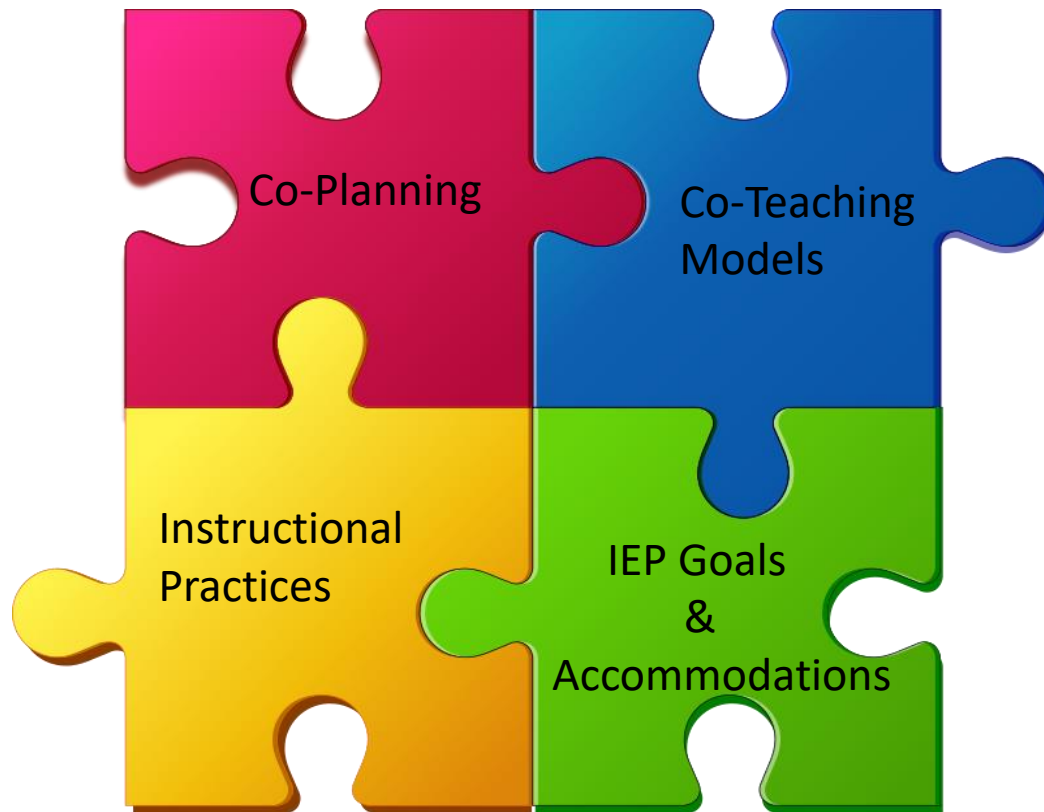 Co-Planning
Co-Teaching
Models
Instructional
Practices
IEP Goals
&
Accommodations